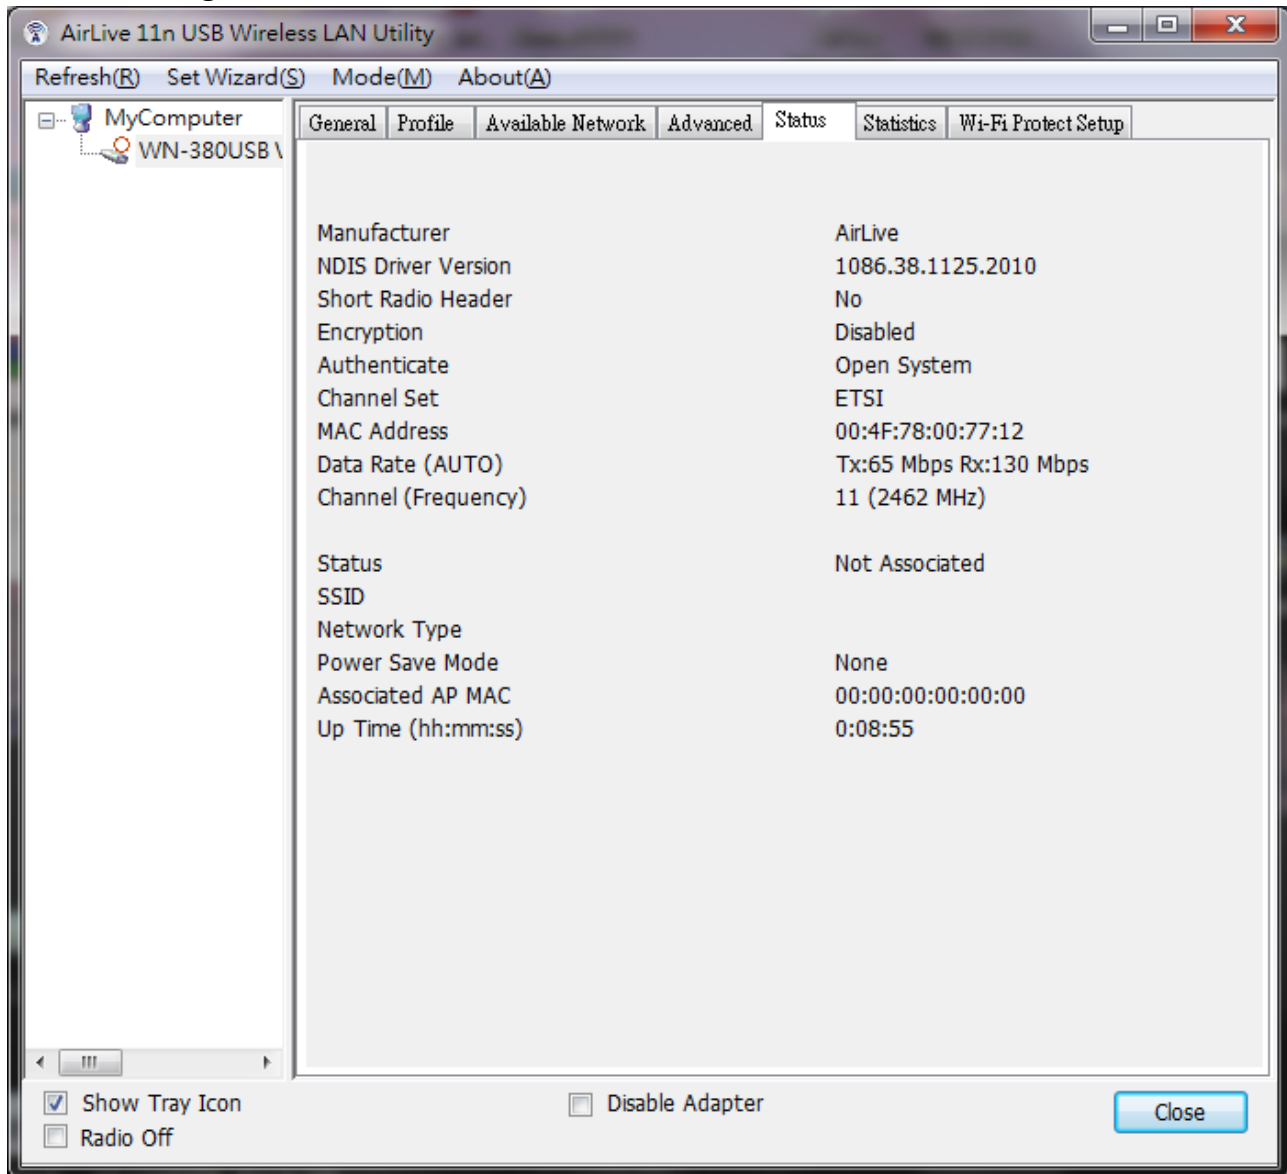 AirLive 11n USB Wireless LAN Utility
Refresh(R) Set Wizard(S) Mode(M) About(A)
MyComputer
WN-380USB
General Profile Available Network Advanced Status Statistics Wi-Fi Protect Setup
Manufacturer AirLive
NDIS Driver Version 1086.38.1125.2010
Short Radio Header No
Encryption Disabled
Authenticate Open System
Channel Set ETSI
MAC Address 00:4F:78:00:77:12
Data Rate (AUTO) Tx:65 Mbps Rx:130 Mbps
Channel (Frequency) 11 (2462 MHz)
Status Not Associated
SSID
Network Type
Power Save Mode None
Associated AP MAC 00:00:00:00:00:00
Up Time (hh:mm:ss) 0:08:55
Show Tray Icon Disable Adapter Close
Radio Off